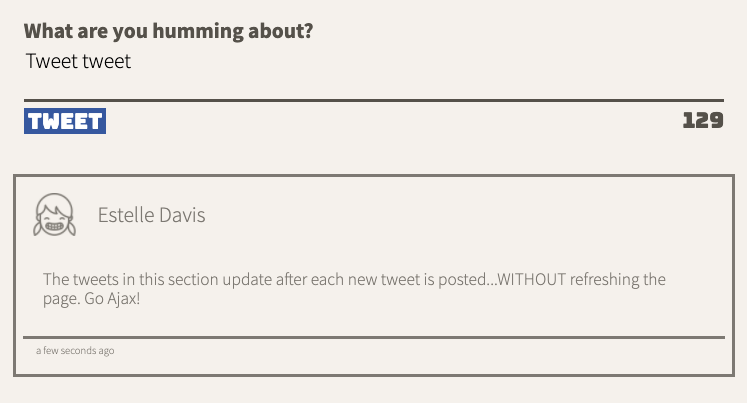 What are you humming about?
Tweet tweet
TWEET
129
Estelle Davis
The tweets in this section update after each new tweet is posted...WITHOUT refreshing the
page. Go Ajax!
a few seconds ago